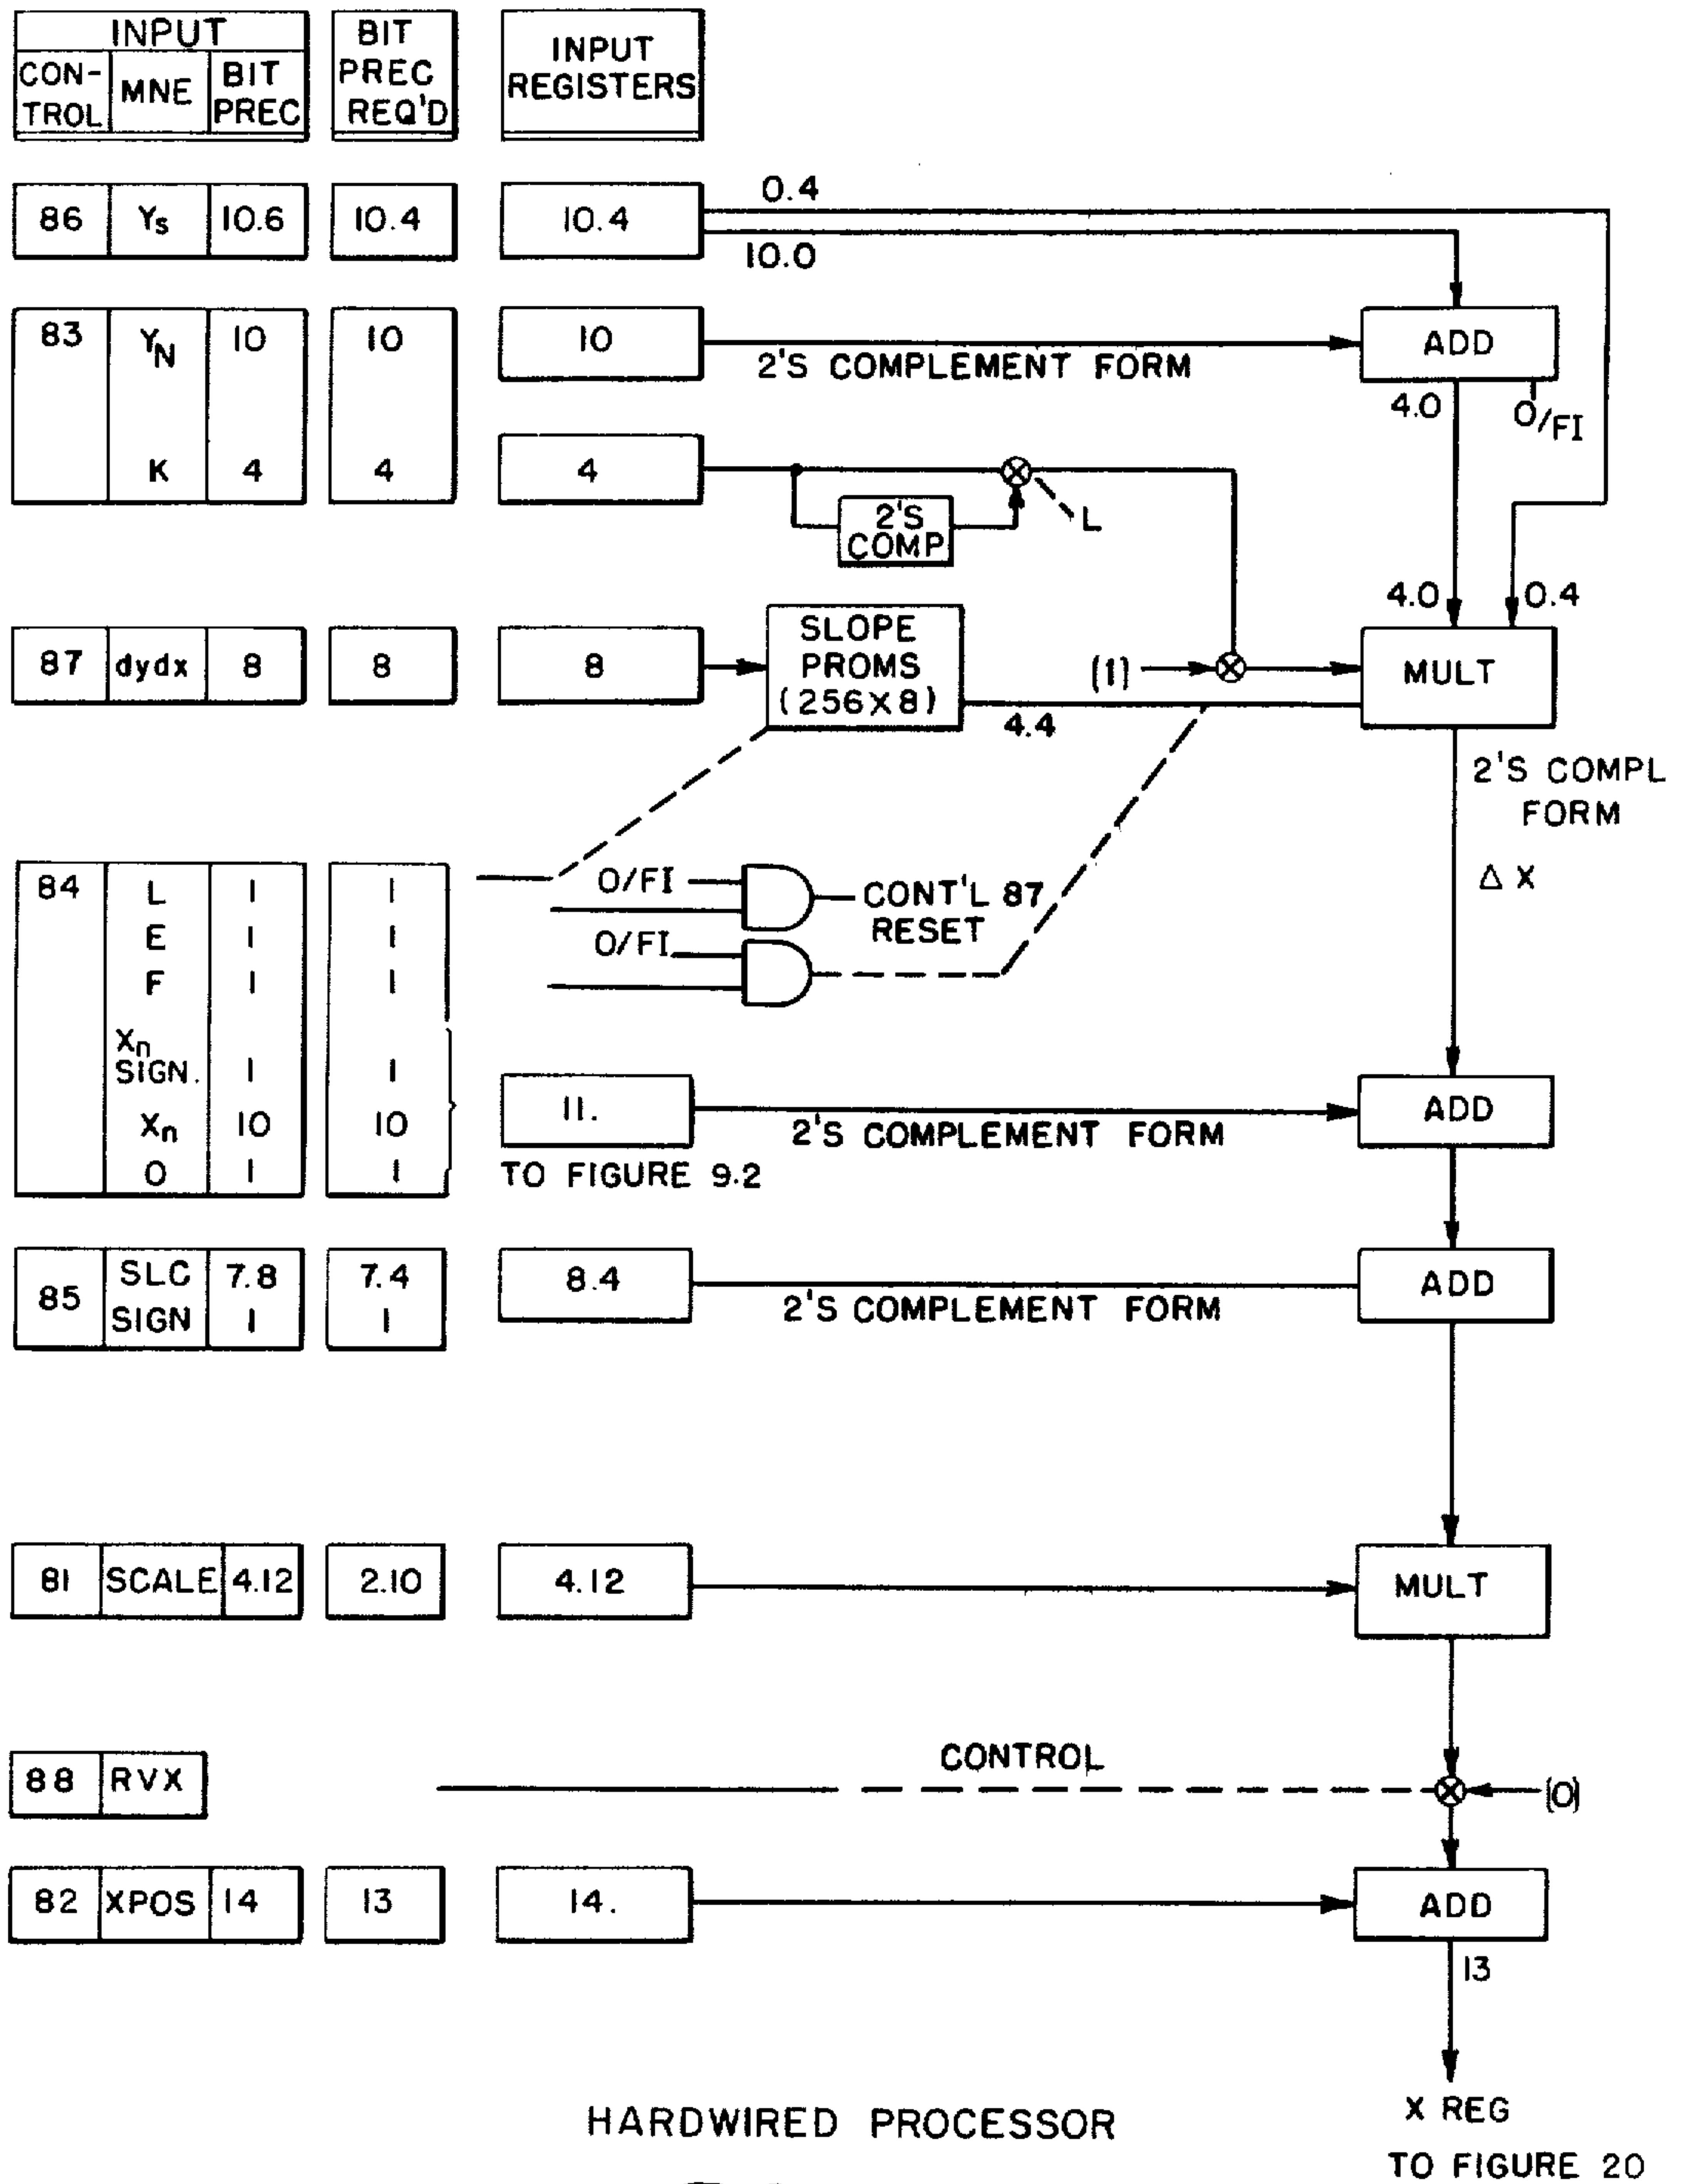 INPUT
CON-
TROL
MNE
BIT
PREC
BIT
PREC
REQ'D
INPUT
REGISTERS
86 Ys 10.6 10.4 10.4
0.4
10.0
83 YN 10 10 10
2'S COMPLEMENT FORM
ADD
4.0
O/FI
K 4 4 4
2'S
COMP
L
4.0
0.4
87 dydx 8 8 8
SLOPE
PROMS
(256X8)
4.4
(1)
MULT
2'S COMPL
FORM
Δ X
84 L 1 1
E 1 1
F 1 1
Xn
SIGN. 1 1
Xn 10 10
O 1 1
O/FI
CONT'L 87
RESET
O/FI
11.
2'S COMPLEMENT FORM
ADD
TO FIGURE 9.2
85
SLC 7.8 7.4
SIGN 1 1
8.4
2'S COMPLEMENT FORM
ADD
81 SCALE 4.12 2.10 4.12
MULT
88 RVX
CONTROL
(0)
82 XPOS 14 13 14.
ADD
13
X REG
TO FIGURE 20
HARDWIRED PROCESSOR